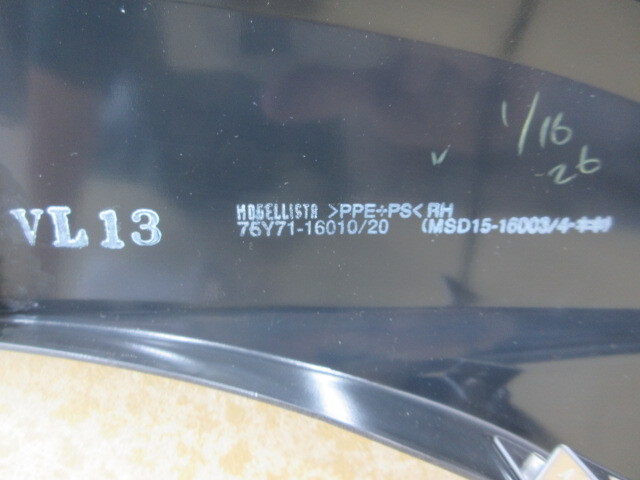 VL13
MODELLISTA >PPE+PS< RH
75Y71-16010/20 (MSD15-16003/4-**)
1/16
26